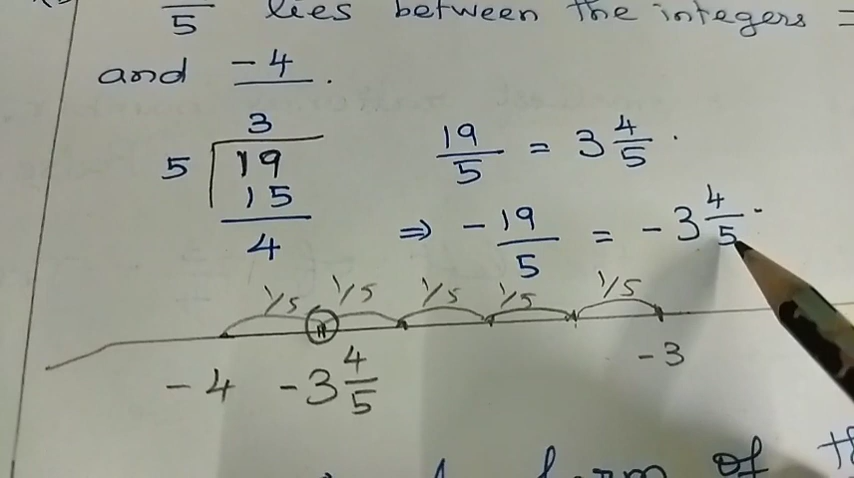 5 lies between the integers =
and -4.
3
5 19 19/5 = 3 4/5.
15
4 ⇒ -19/5 = -3 4/5.
1/5 1/5 1/5 1/5 1/5
-4 -3 4/5 -3
of